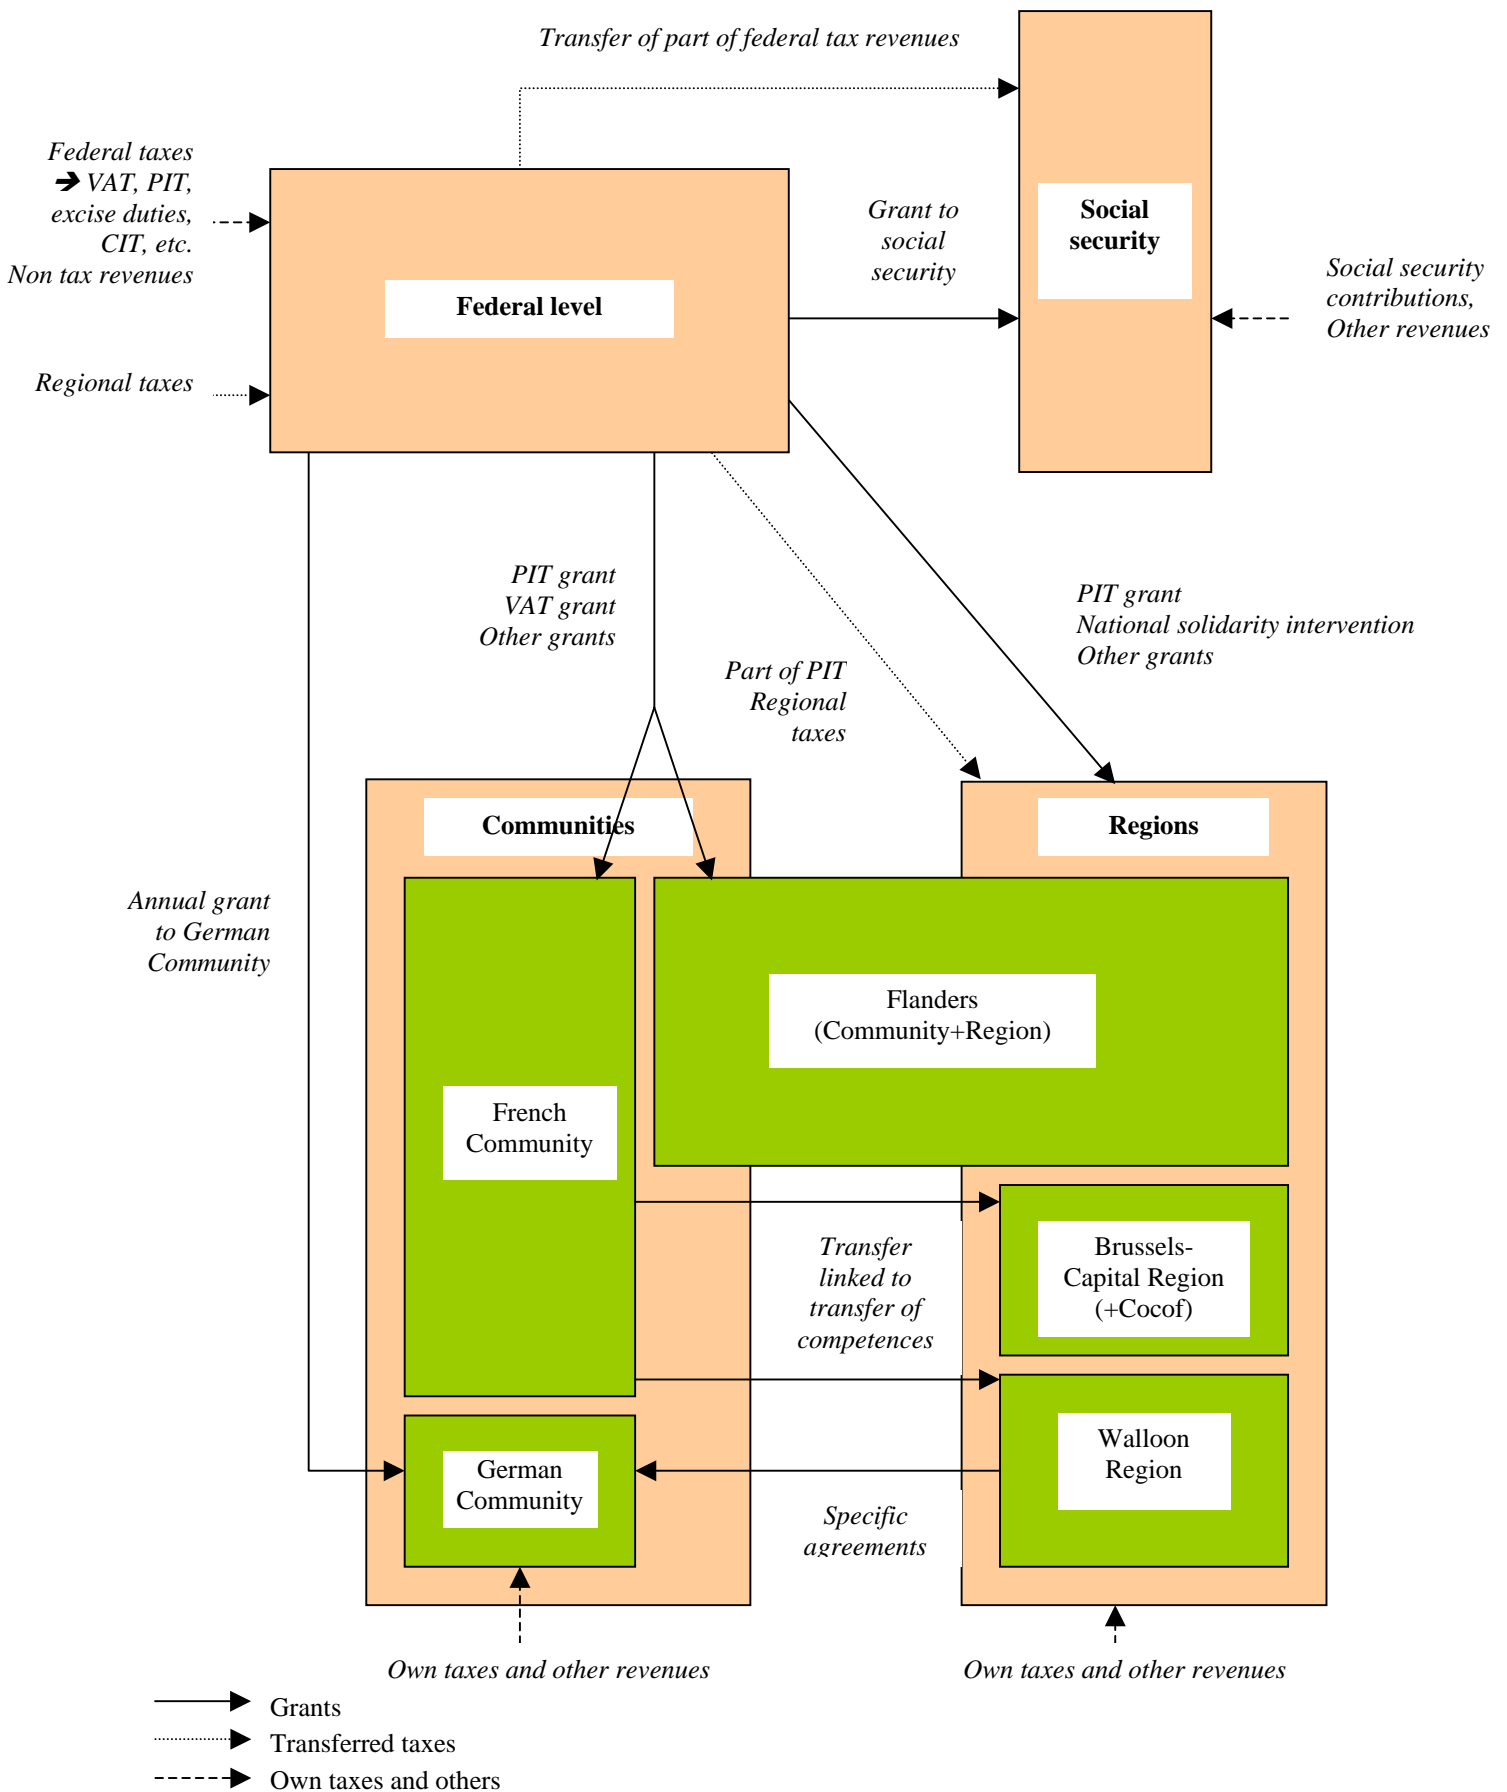 Transfer of part of federal tax revenues
Federal taxes
➔ VAT, PIT,
excise duties,
CIT, etc.
Non tax revenues
Social
security
Grant to
social
security
Social security
contributions,
Other revenues
Federal level
Regional taxes
PIT grant
VAT grant
Other grants
PIT grant
National solidarity intervention
Other grants
Part of PIT
Regional
taxes
Communities
Regions
Annual grant
to German
Community
Flanders
(Community+Region)
French
Community
Transfer
linked to
transfer of
competences
Brussels-
Capital Region
(+Cocof)
Walloon
Region
German
Community
Specific
agreements
Own taxes and other revenues
Own taxes and other revenues
Grants
Transferred taxes
Own taxes and others